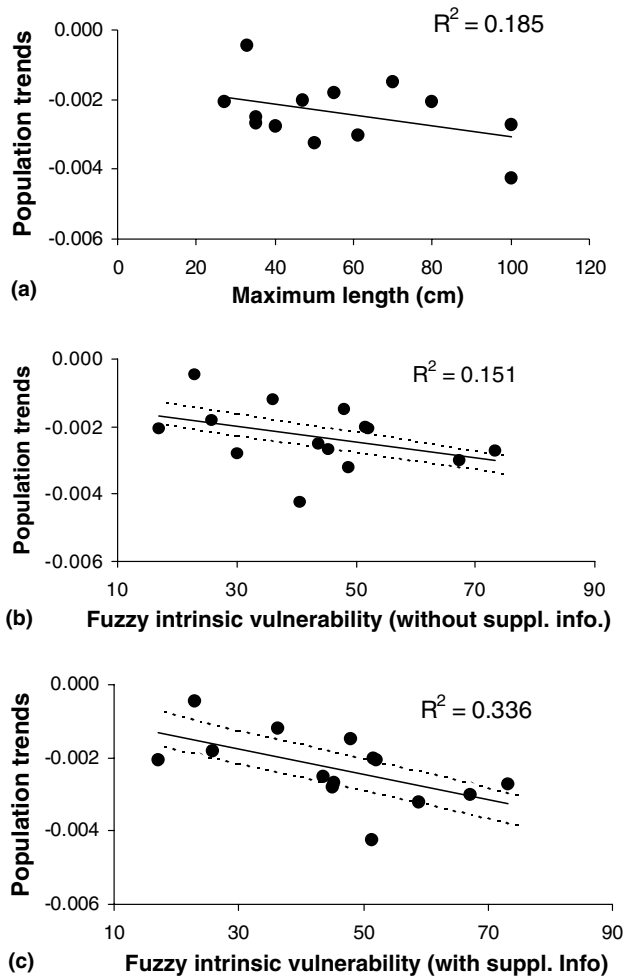 R² = 0.185
0.000
-0.002
-0.004
-0.006
Population trends
0 20 40 60 80 100 120
(a) Maximum length (cm)
R² = 0.151
0.000
-0.002
-0.004
-0.006
Population trends
10 30 50 70 90
(b) Fuzzy intrinsic vulnerability (without suppl. info.)
R² = 0.336
0.000
-0.002
-0.004
-0.006
Population trends
10 30 50 70 90
(c) Fuzzy intrinsic vulnerability (with suppl. Info)